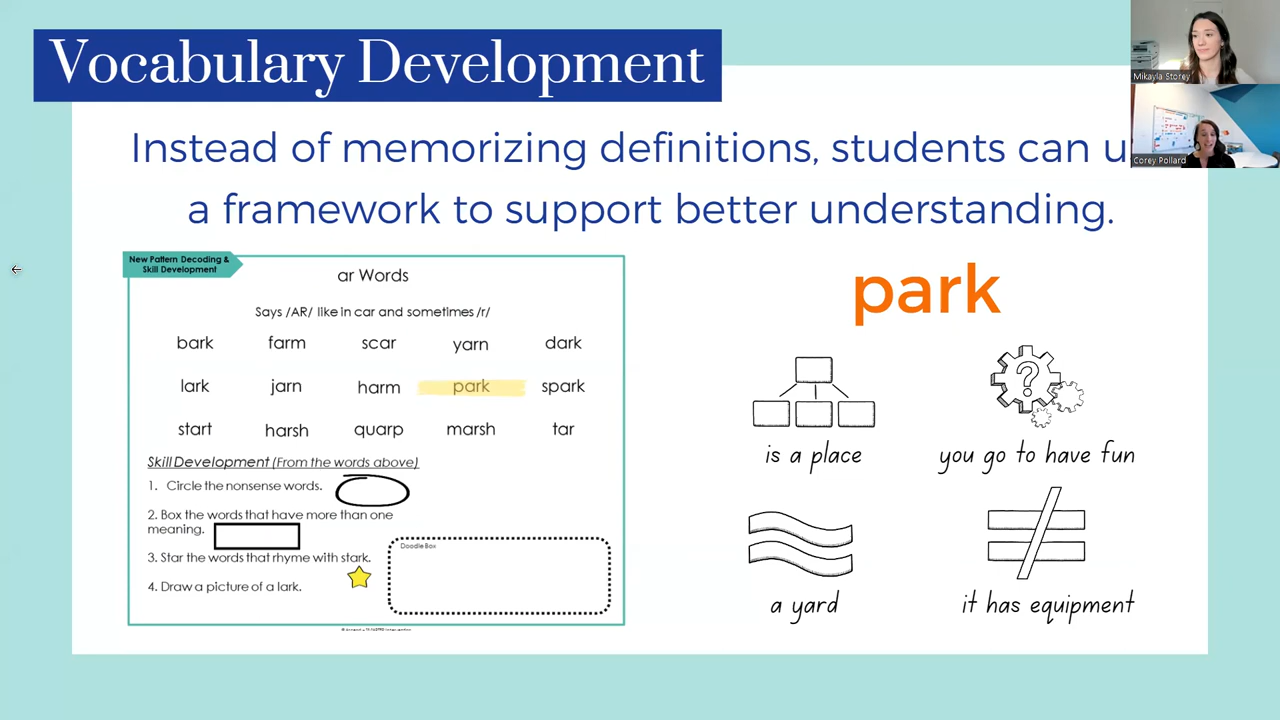 Vocabulary Development
Mikayla Storey
Corey Pollard
Instead of memorizing definitions, students can u
a framework to support better understanding.
New Pattern Decoding &
Skill Development
ar Words
Says /AR/ like in car and sometimes /r/
bark farm scar yarn dark
lark jarn harm park spark
start harsh quarp marsh tar
Skill Development (From the words above)
1. Circle the nonsense words.
2. Box the words that have more than one
meaning.
3. Star the words that rhyme with stark.
4. Draw a picture of a lark.
Doodle Box
park
?
is a place
you go to have fun
a yard
it has equipment